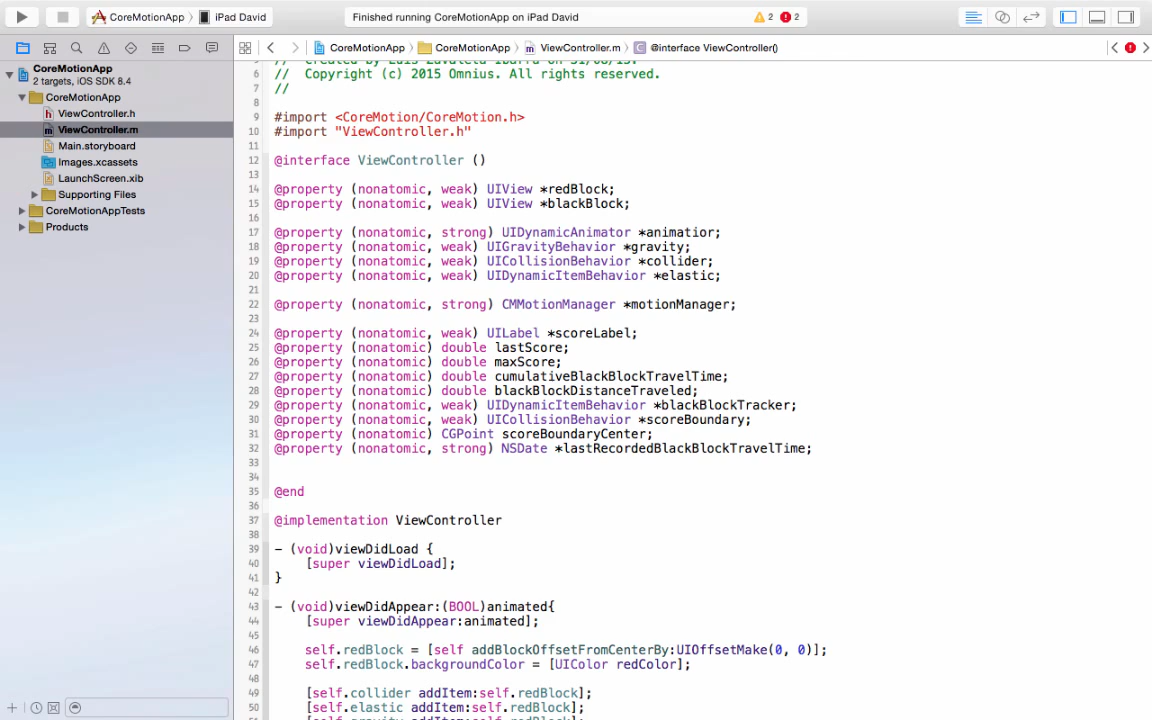 CoreMotionApp
iPad David
Finished running CoreMotionApp on iPad David
2
2
CoreMotionApp
CoreMotionApp
ViewController.m
@interface ViewController()
CoreMotionApp
2 targets, iOS SDK 8.4
CoreMotionApp
ViewController.h
ViewController.m
Main.storyboard
Images.xcassets
LaunchScreen.xib
Supporting Files
CoreMotionAppTests
Products
6 //  Copyright (c) 2015 Omnius. All rights reserved.
7 //
8
9 #import <CoreMotion/CoreMotion.h>
10 #import "ViewController.h"
11
12 @interface ViewController ()
13
14 @property (nonatomic, weak) UIView *redBlock;
15 @property (nonatomic, weak) UIView *blackBlock;
16
17 @property (nonatomic, strong) UIDynamicAnimator *animatior;
18 @property (nonatomic, weak) UIGravityBehavior *gravity;
19 @property (nonatomic, weak) UICollisionBehavior *collider;
20 @property (nonatomic, weak) UIDynamicItemBehavior *elastic;
21
22 @property (nonatomic, strong) CMMotionManager *motionManager;
23
24 @property (nonatomic, weak) UILabel *scoreLabel;
25 @property (nonatomic) double lastScore;
26 @property (nonatomic) double maxScore;
27 @property (nonatomic) double cumulativeBlackBlockTravelTime;
28 @property (nonatomic) double blackBlockDistanceTraveled;
29 @property (nonatomic, weak) UIDynamicItemBehavior *blackBlockTracker;
30 @property (nonatomic, weak) UICollisionBehavior *scoreBoundary;
31 @property (nonatomic) CGPoint scoreBoundaryCenter;
32 @property (nonatomic, strong) NSDate *lastRecordedBlackBlockTravelTime;
33
34
35 @end
36
37 @implementation ViewController
38
39 - (void)viewDidLoad {
40     [super viewDidLoad];
41 }
42
43 - (void)viewDidAppear:(BOOL)animated{
44     [super viewDidAppear:animated];
45
46     self.redBlock = [self addBlockOffsetFromCenterBy:UIOffsetMake(0, 0)];
47     self.redBlock.backgroundColor = [UIColor redColor];
48
49     [self.collider addItem:self.redBlock];
50     [self.elastic addItem:self.redBlock];